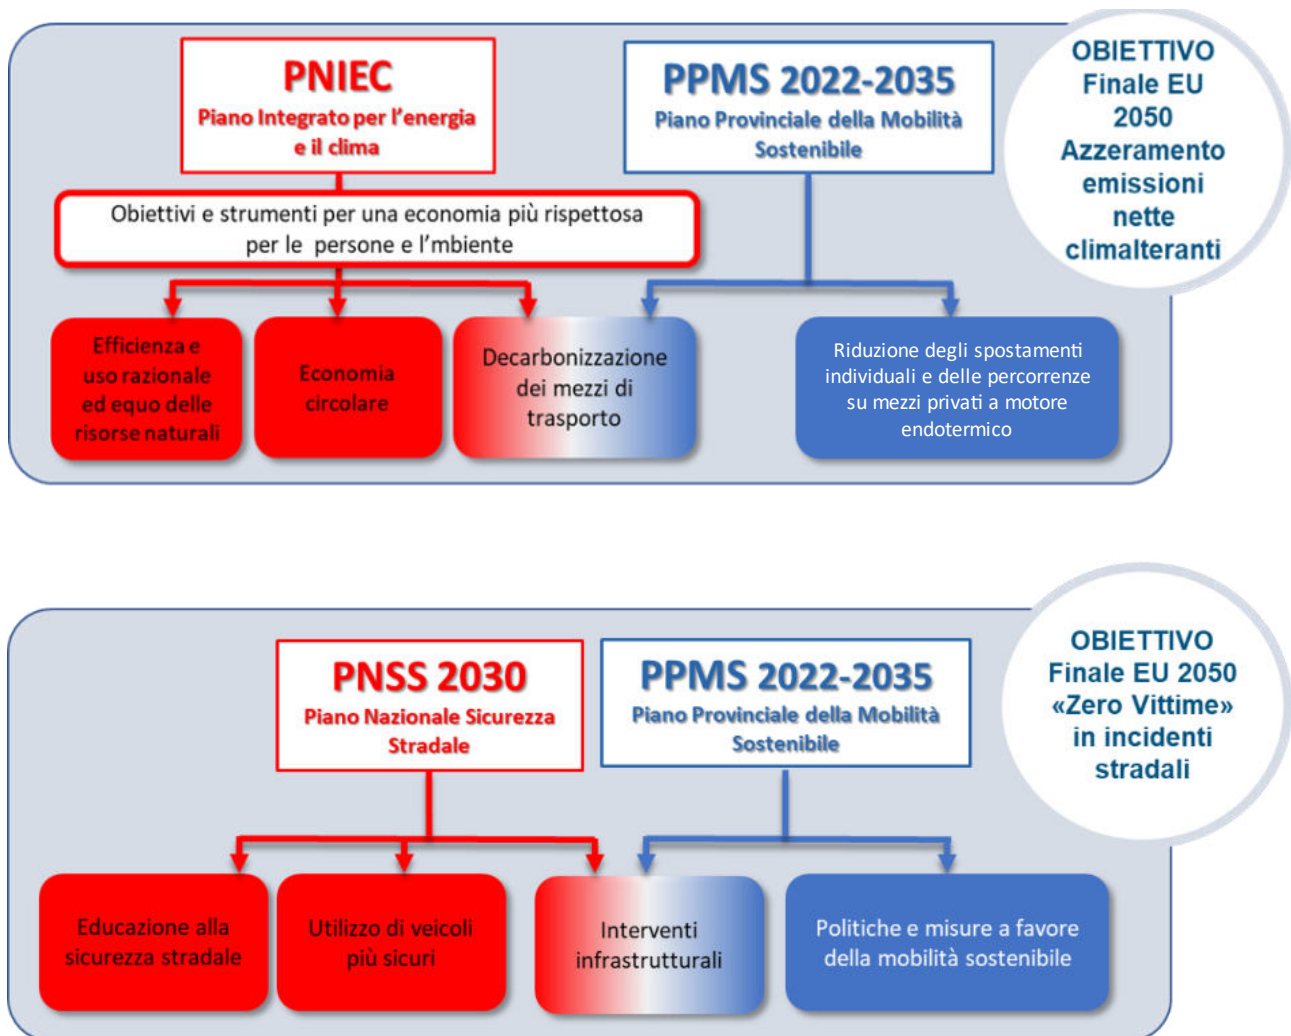 PNIEC
Piano Integrato per l'energia
e il clima
PPMS 2022-2035
Piano Provinciale della Mobilità
Sostenibile
OBIETTIVO
Finale EU
2050
Azzeramento
emissioni
nette
climalteranti
Obiettivi e strumenti per una economia più rispettosa
per le persone e l'mbiente
Efficienza e
uso razionale
ed equo delle
risorse naturali
Economia
circolare
Decarbonizzazione
dei mezzi di
trasporto
Riduzione degli spostamenti
individuali e delle percorrenze
su mezzi privati a motore
endotermico
PNSS 2030
Piano Nazionale Sicurezza
Stradale
PPMS 2022-2035
Piano Provinciale della Mobilità
Sostenibile
OBIETTIVO
Finale EU 2050
«Zero Vittime»
in incidenti
stradali
Educazione alla
sicurezza stradale
Utilizzo di veicoli
più sicuri
Interventi
infrastrutturali
Politiche e misure a favore
della mobilità sostenibile